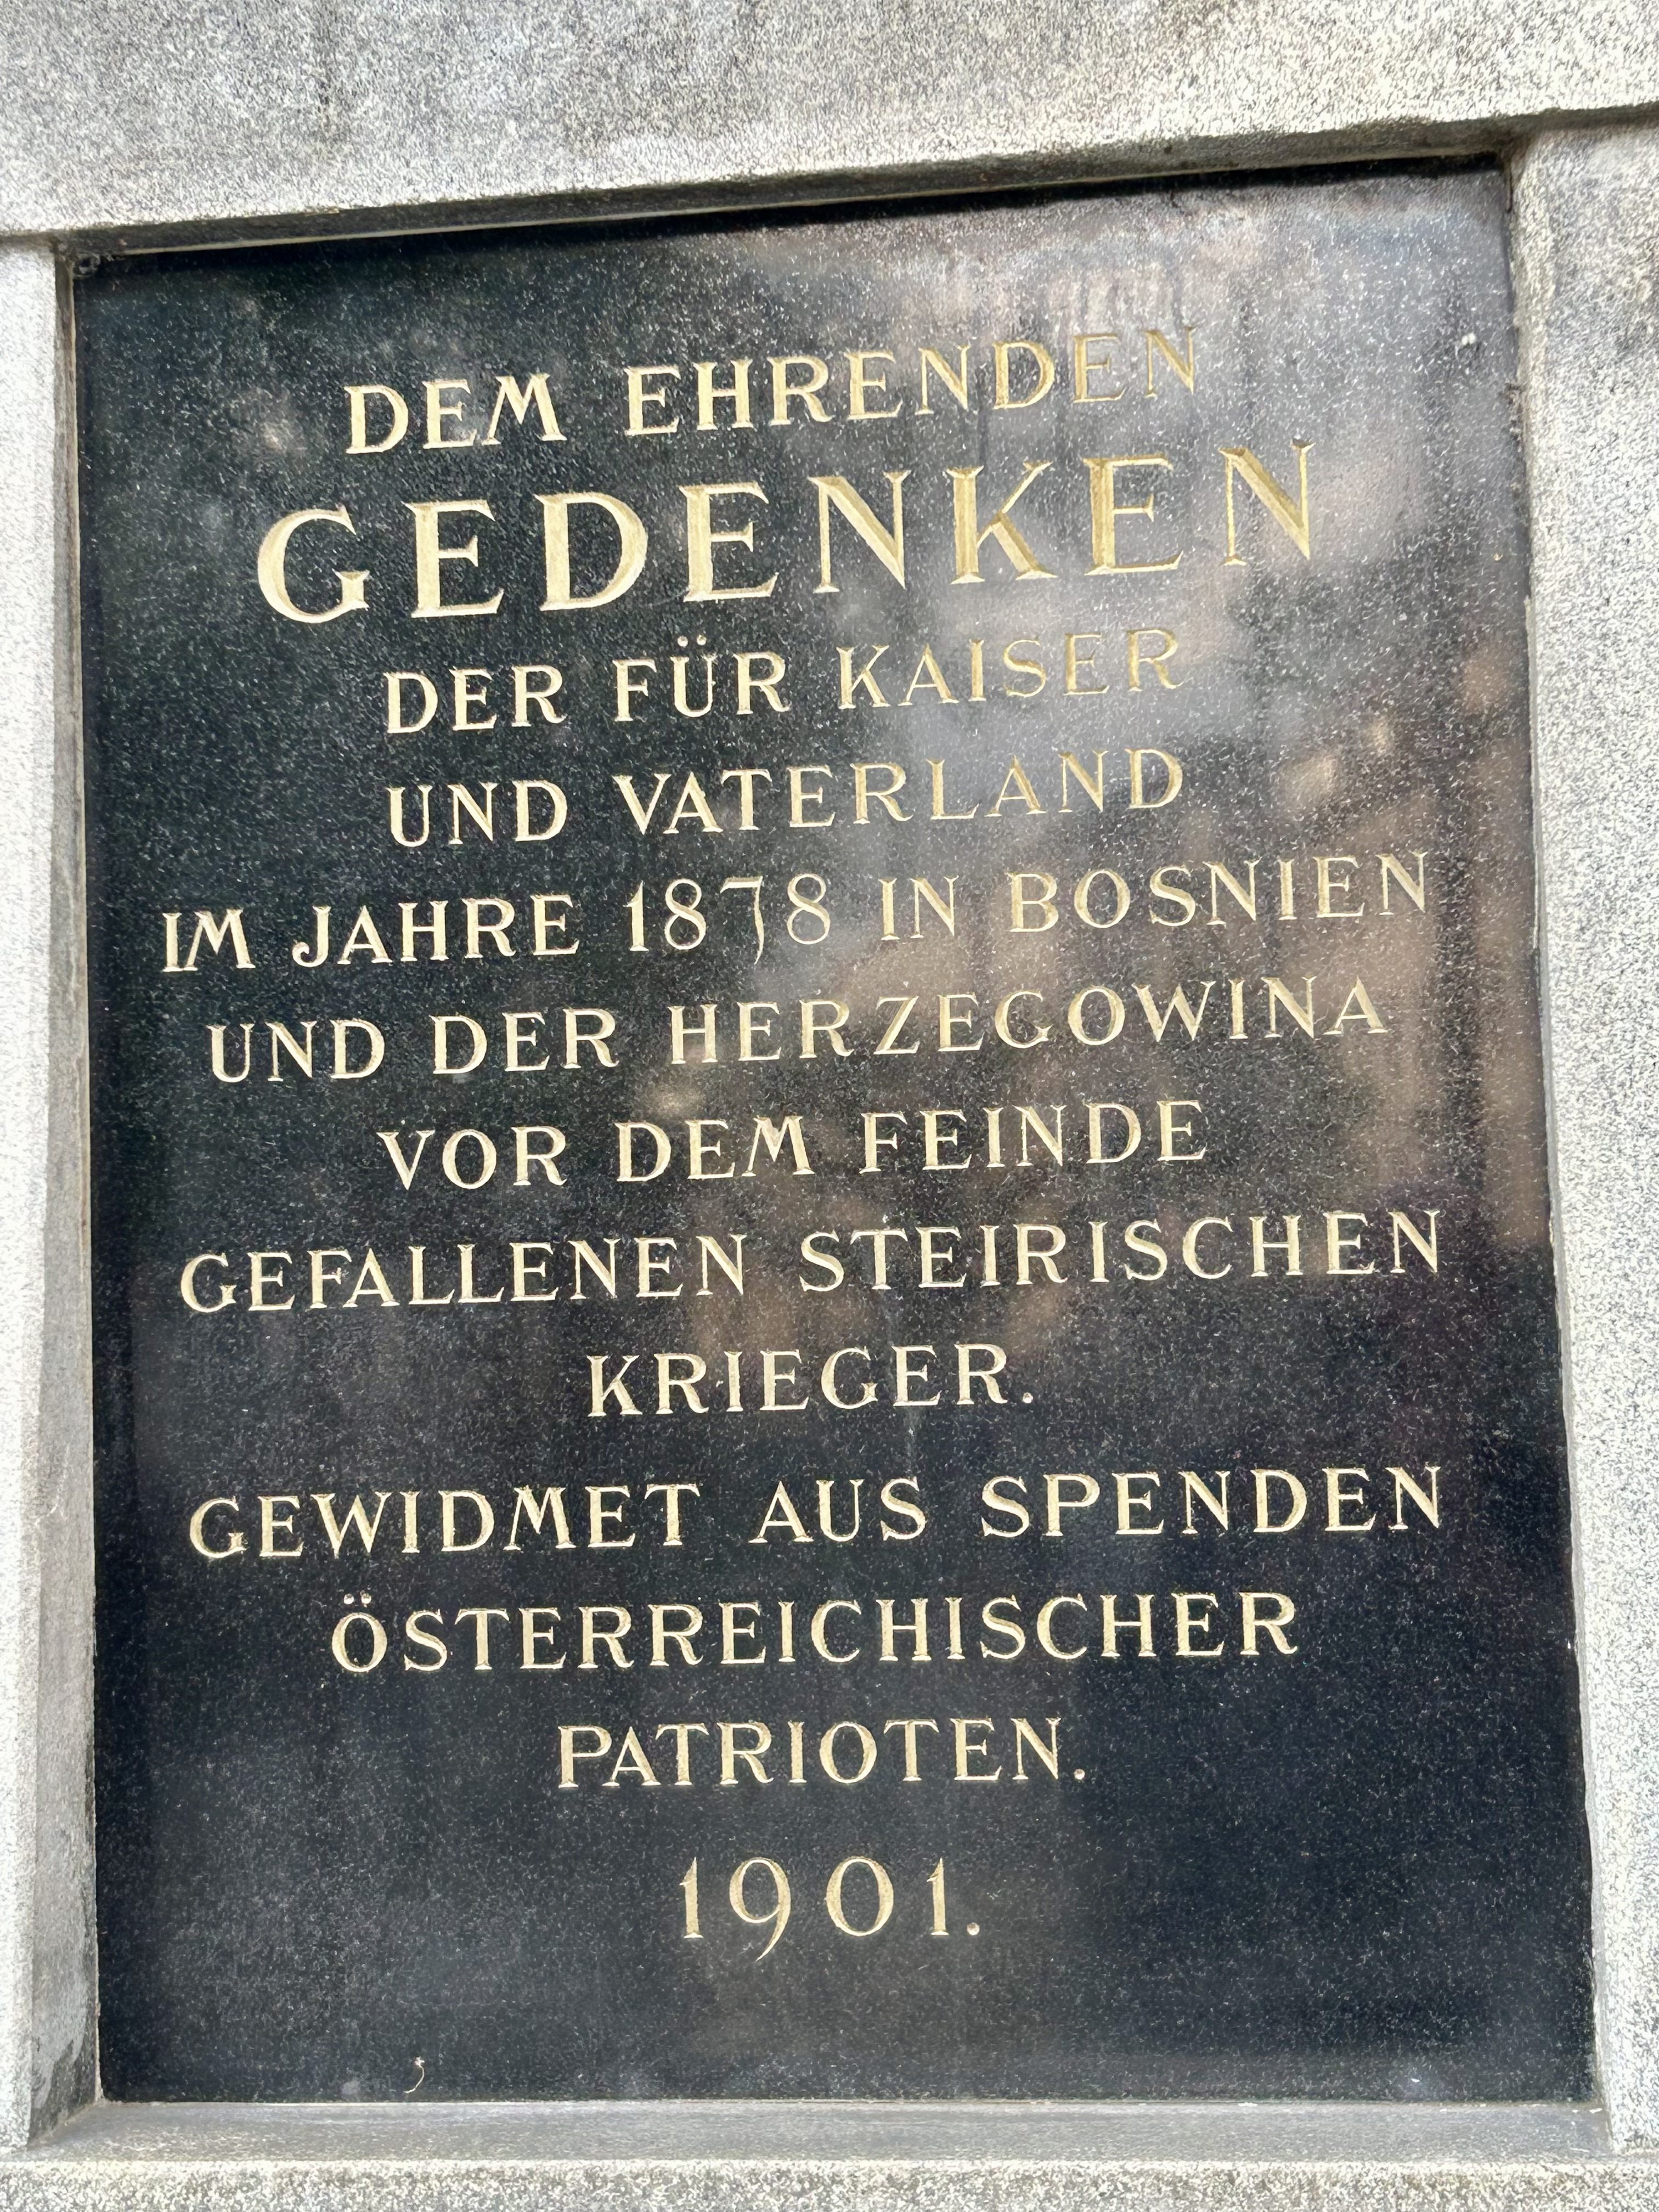 DEM EHRENDEN
GEDENKEN
DER FÜR KAISER
UND VATERLAND
IM JAHRE 1878 IN BOSNIEN
UND DER HERZEGOWINA
VOR DEM FEINDE
GEFALLENEN STEIRISCHEN
KRIEGER.
GEWIDMET AUS SPENDEN
ÖSTERREICHISCHER
PATRIOTEN.
1901.